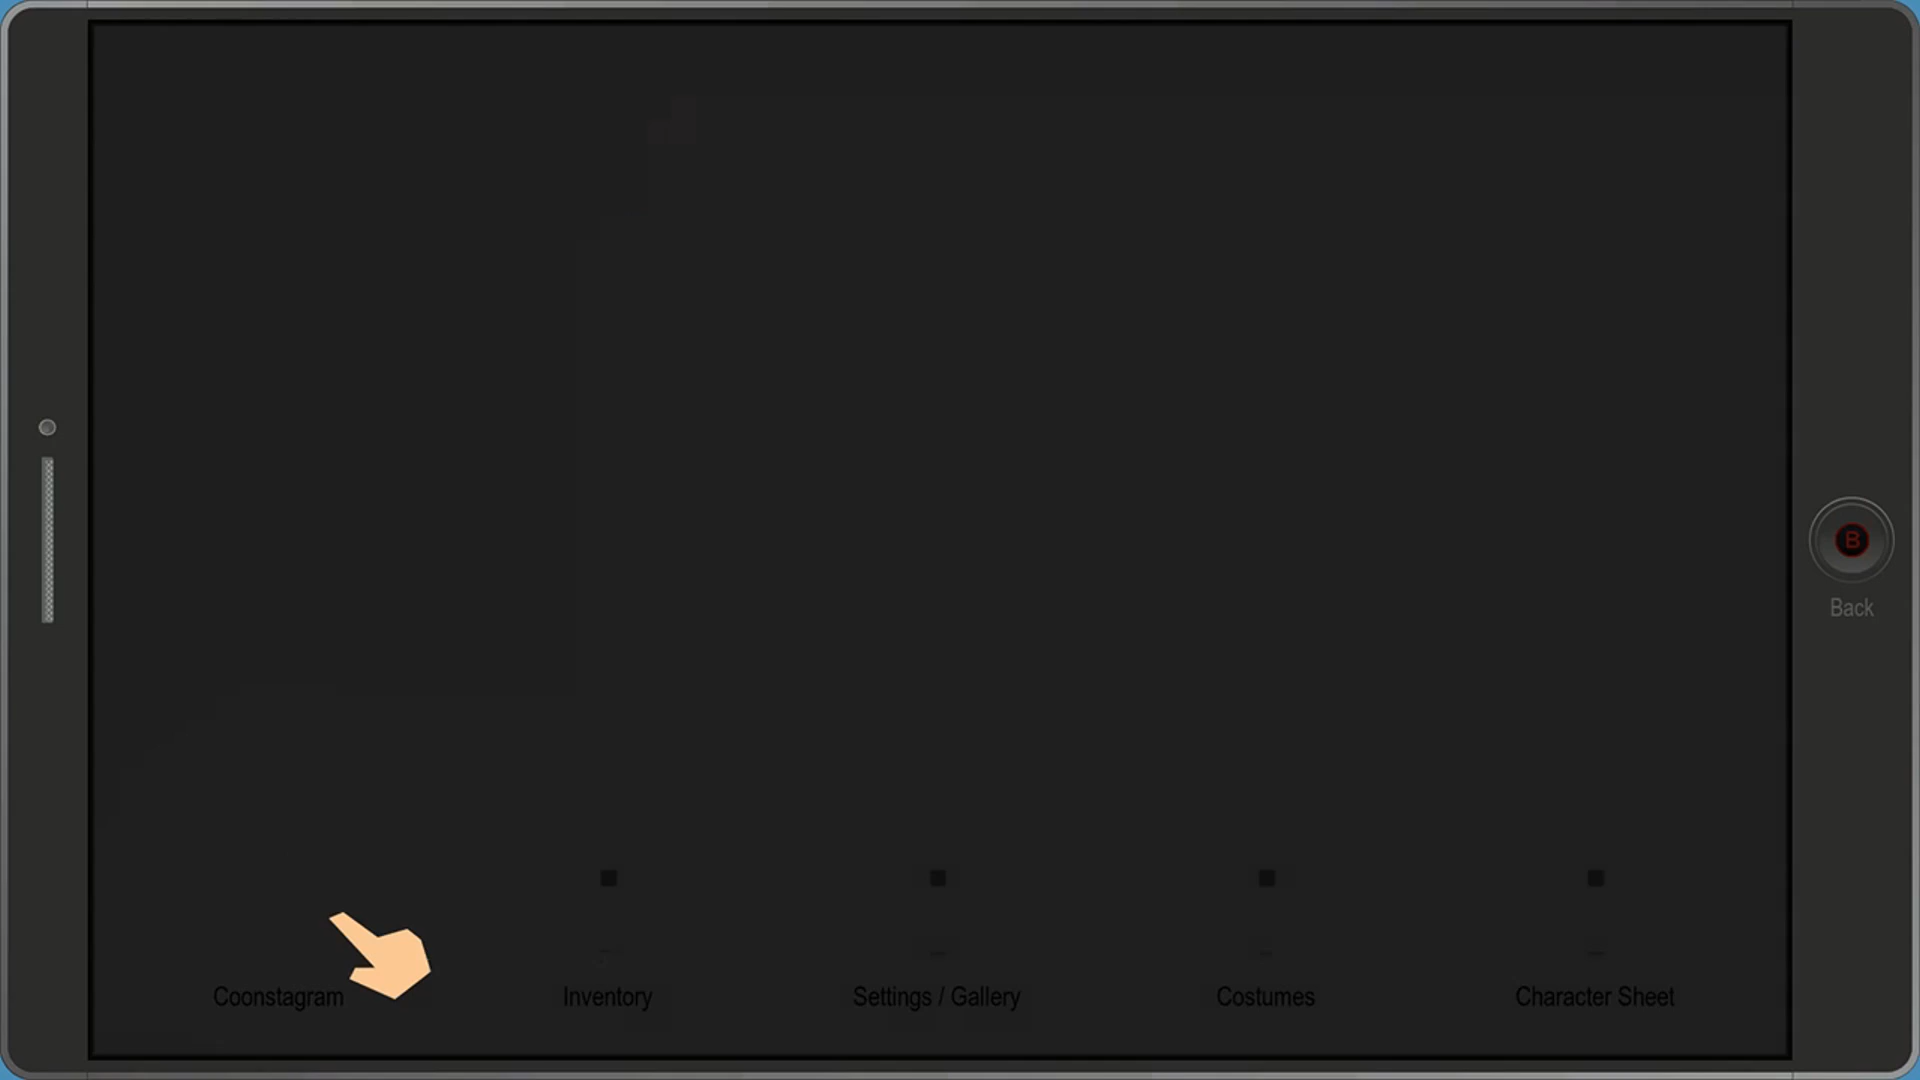 B
Back
Coonstagram
Inventory
Settings / Gallery
Costumes
Character Sheet